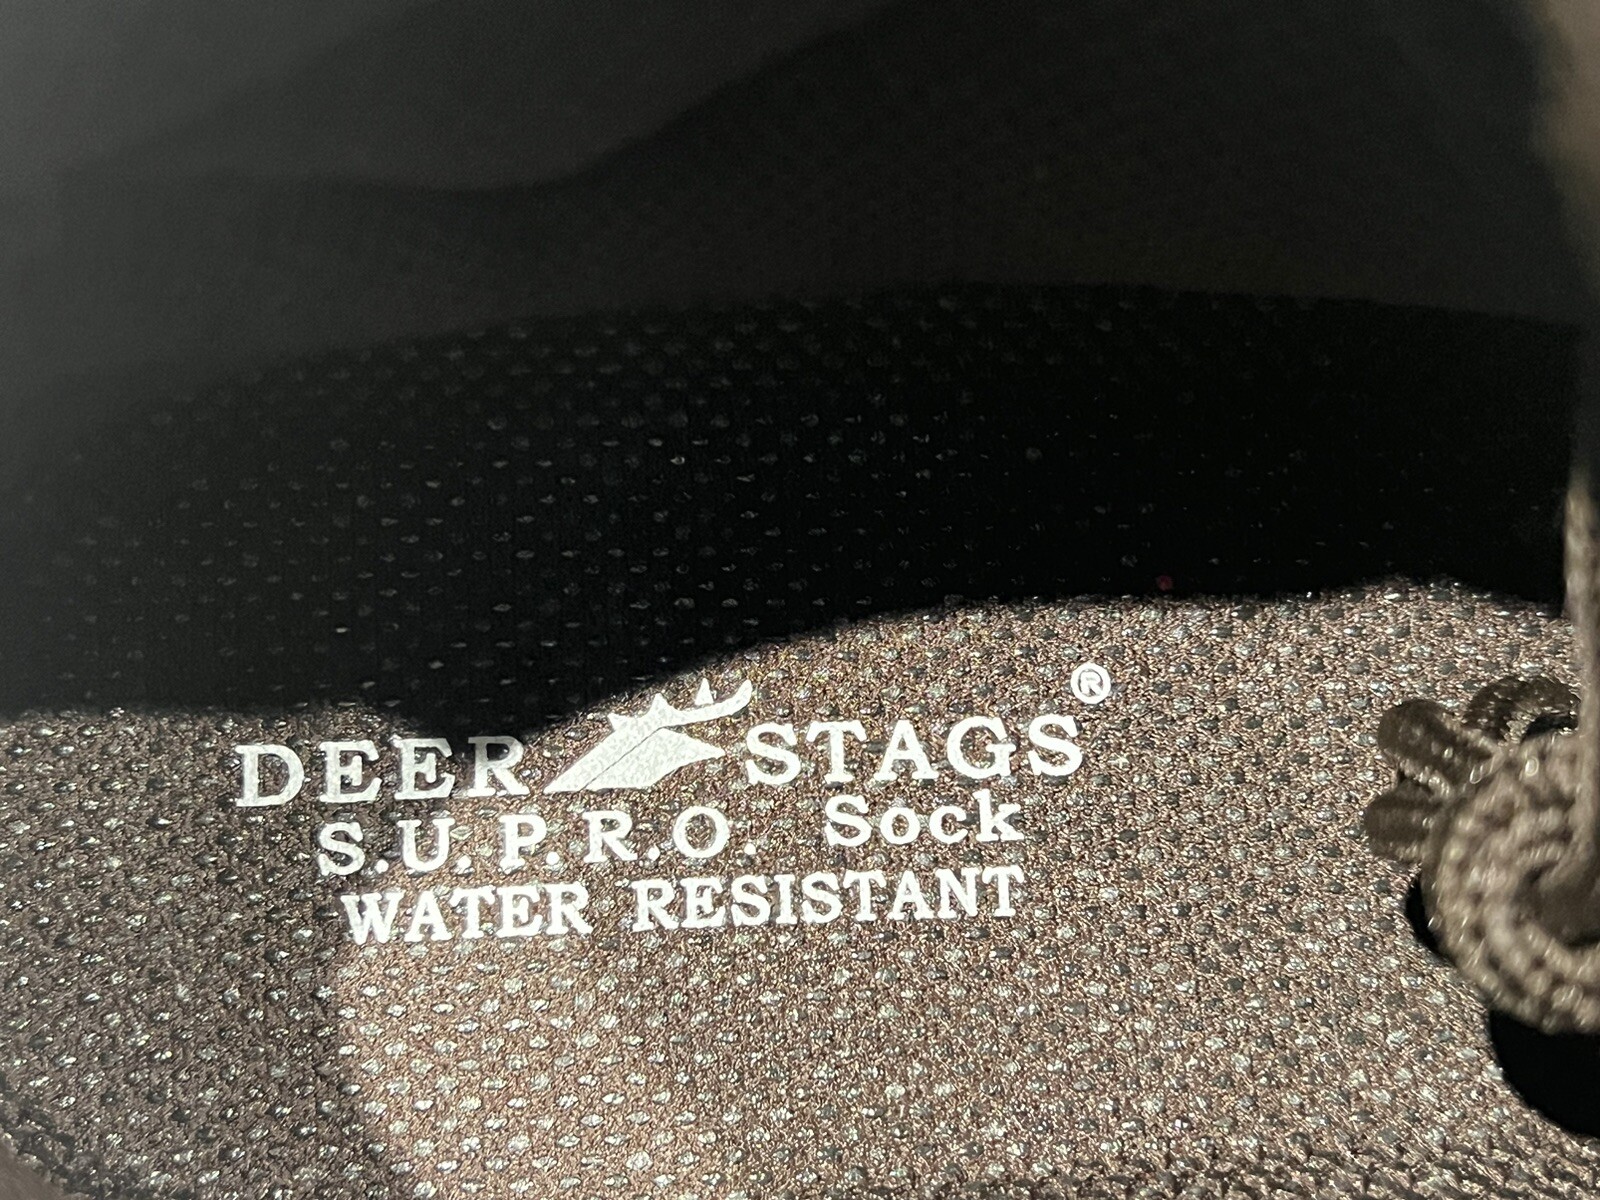 DEER STAGS®
S.U.P.R.O. Sock
WATER RESISTANT